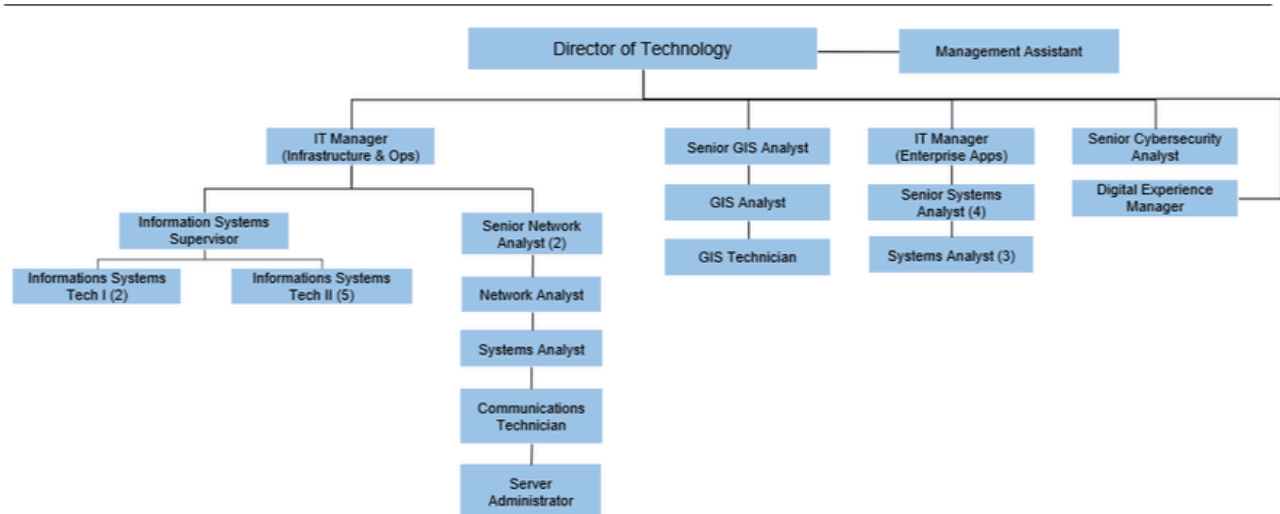 Director of Technology
Management Assistant
IT Manager
(Infrastructure & Ops)
Senior GIS Analyst
IT Manager
(Enterprise Apps)
Senior Cybersecurity
Analyst
GIS Analyst
Senior Systems
Analyst (4)
Digital Experience
Manager
Information Systems
Supervisor
Senior Network
Analyst (2)
GIS Technician
Systems Analyst (3)
Informations Systems
Tech I (2)
Informations Systems
Tech II (5)
Network Analyst
Systems Analyst
Communications
Technician
Server
Administrator